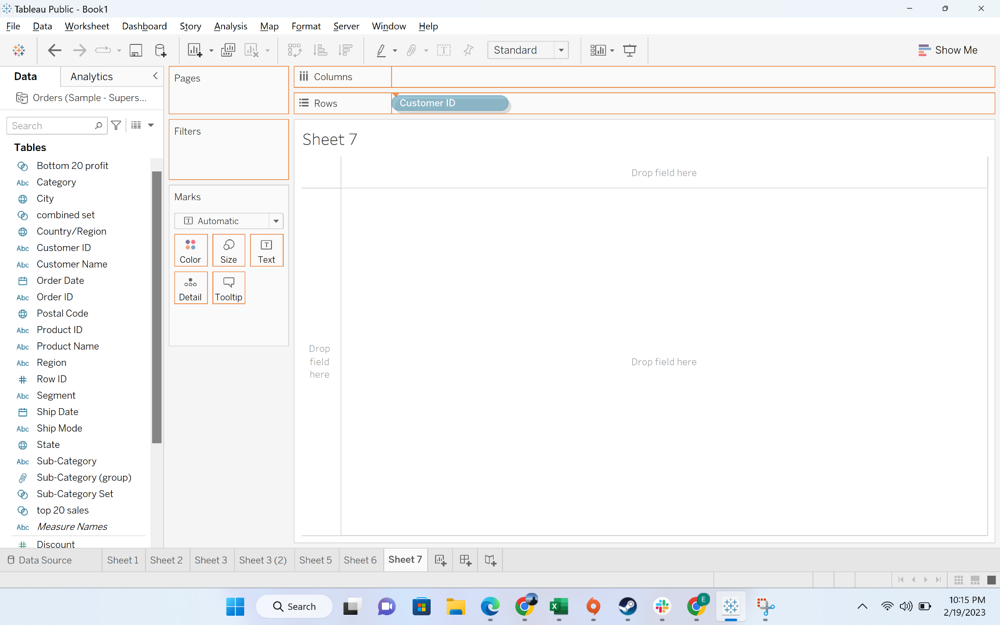 Tableau Public - Book1
File Data Worksheet Dashboard Story Analysis Map Format Server Window Help
Standard
Show Me
Data Analytics
Orders (Sample - Supers...
Search
Tables
Bottom 20 profit
Abc Category
City
combined set
Country/Region
Abc Customer ID
Abc Customer Name
Order Date
Abc Order ID
Postal Code
Abc Product ID
Abc Product Name
Abc Region
# Row ID
Abc Segment
Ship Date
Abc Ship Mode
State
Abc Sub-Category
Sub-Category (group)
Sub-Category Set
top 20 sales
Abc Measure Names
# Discount
Pages
Filters
Marks
T Automatic
Color Size T Text
Detail Tooltip
Columns
Rows Customer ID
Sheet 7
Drop field here
Drop
field
here
Drop field here
Data Source Sheet 1 Sheet 2 Sheet 3 Sheet 3 (2) Sheet 5 Sheet 6 Sheet 7
Search
X
E
10:15 PM
2/19/2023